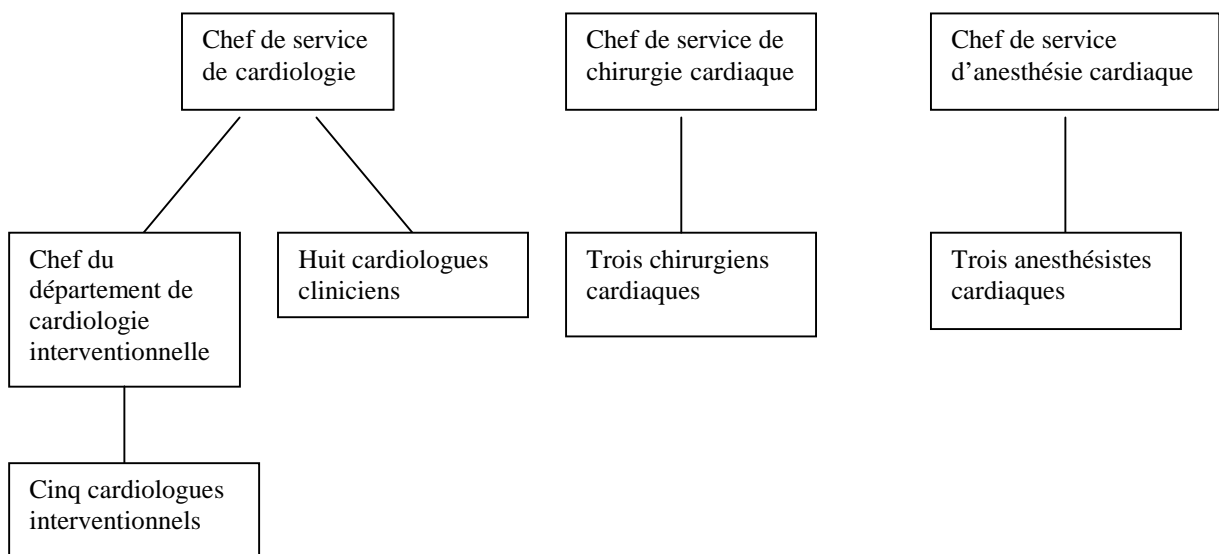 Chef de service
de cardiologie
Chef de service de
chirurgie cardiaque
Chef de service
d’anesthésie cardiaque
Chef du
département de
cardiologie
interventionnelle
Huit cardiologues
cliniciens
Trois chirurgiens
cardiaques
Trois anesthésistes
cardiaques
Cinq cardiologues
interventionnels